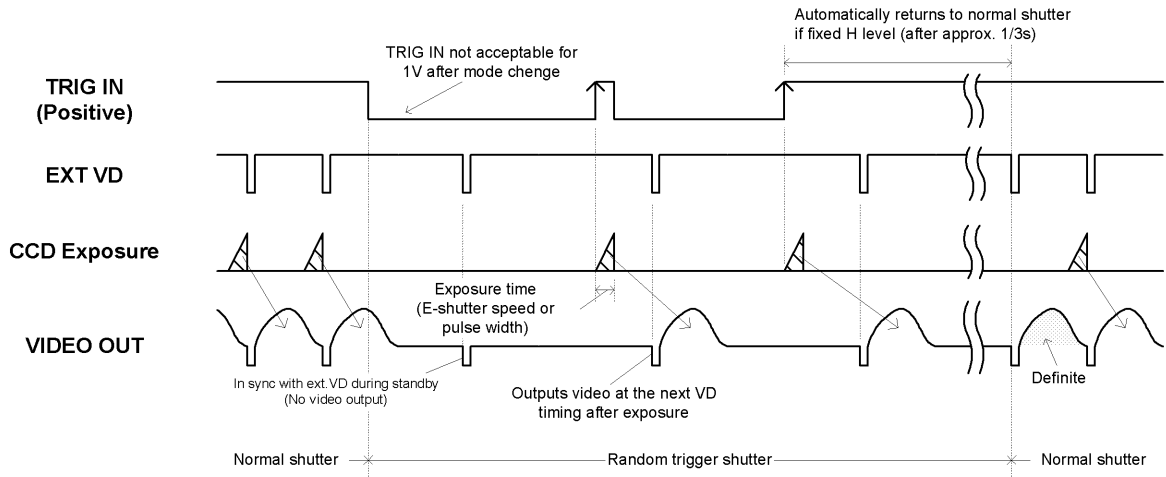 Automatically returns to normal shutter
if fixed H level (after approx. 1/3s)
TRIG IN not acceptable for
1V after mode chenge
TRIG IN
(Positive)
EXT VD
CCD Exposure
Exposure time
(E-shutter speed or
pulse width)
VIDEO OUT
In sync with ext.VD during standby
(No video output)
Outputs video at the next VD
timing after exposure
Definite
Normal shutter
Random trigger shutter
Normal shutter